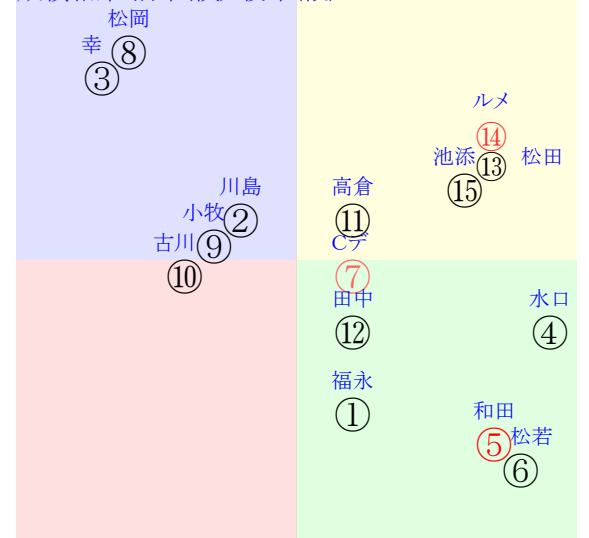 松岡
幸
⑧
③
ルメ
⑭
池添
松田
⑬
⑮
川島
高倉
小牧
②
⑪
古川
⑨
Cデ
⑩
⑦
田中
水口
⑫
④
福永
①
和田
⑤
松若
⑥